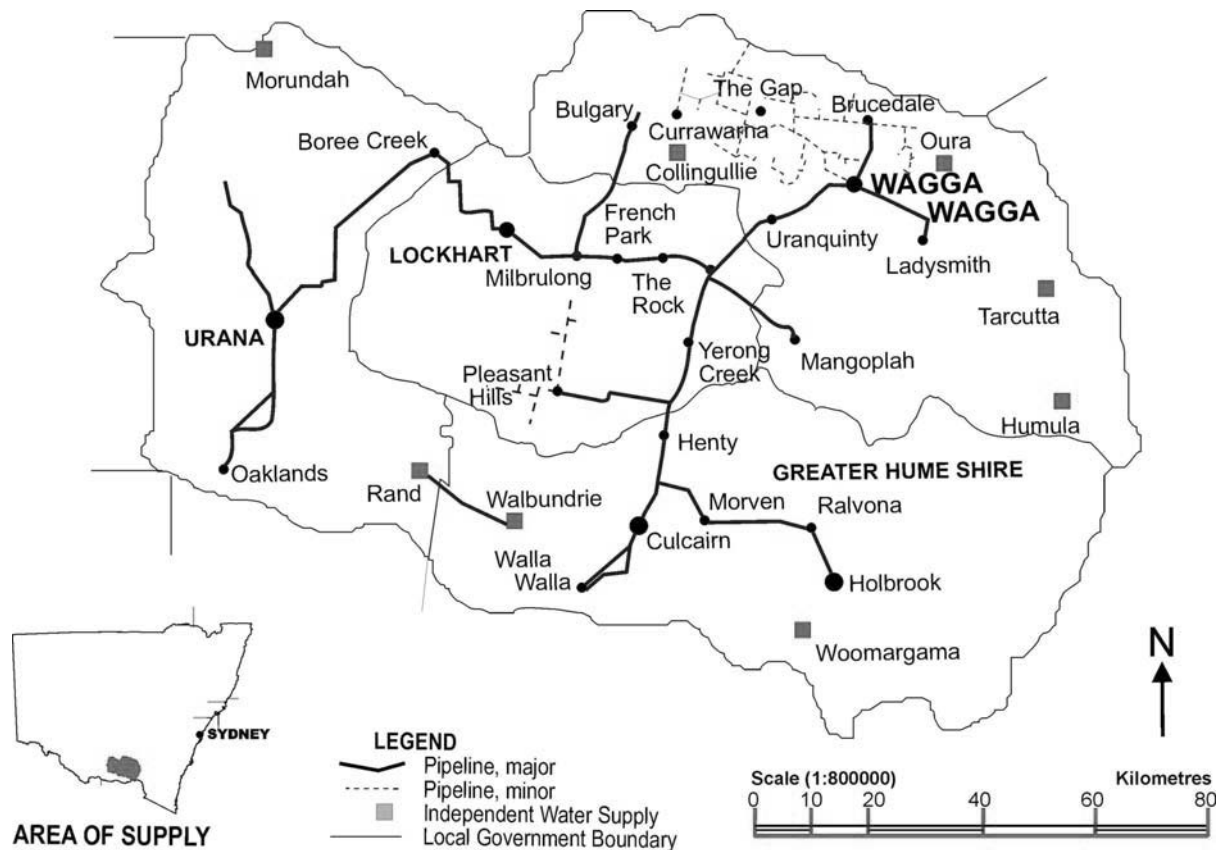 Morundah
Boree Creek
Bulgary
The Gap
Currawarna
Brucedale
Oura
Collingullie
WAGGA
WAGGA
French
Park
Uranquinty
LOCKHART
Milbrulong
The
Rock
Ladysmith
Tarcutta
URANA
Yerong
Creek
Mangoplah
Pleasant
Hills
Humula
Henty
Oaklands
Rand
Walbundrie
GREATER HUME SHIRE
Morven
Ralvona
Culcairn
Walla
Walla
Holbrook
Woomargama
N
SYDNEY
AREA OF SUPPLY
LEGEND
Pipeline, major
Pipeline, minor
Independent Water Supply
Local Government Boundary
Scale (1:800000) Kilometres
0 10 20 40 60 80